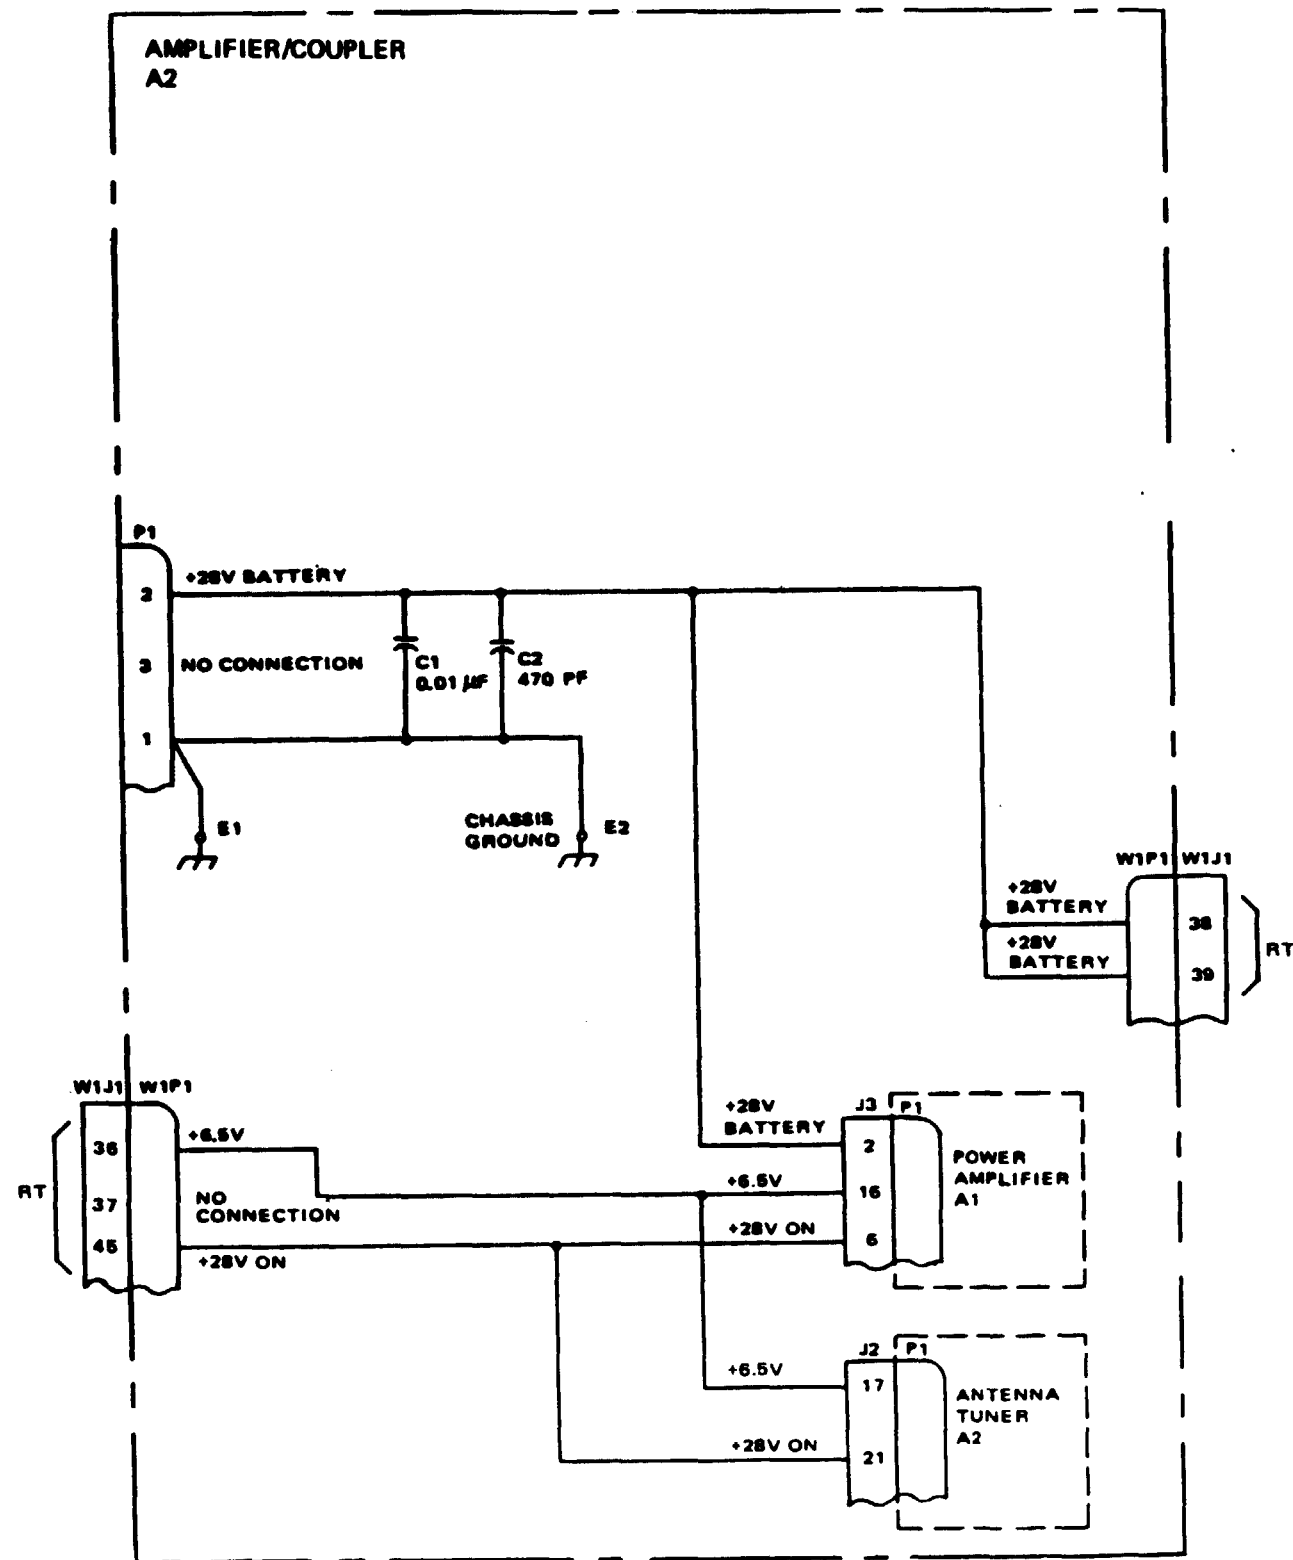 AMPLIFIER/COUPLER
A2
P1
+28V BATTERY
2
3 NO CONNECTION
C1
0.01 µF
C2
470 PF
1
E1
CHASSIS
GROUND
E2
W1P1 W1J1
+28V
BATTERY
38
+28V
BATTERY
39
RT
W1J1 W1P1
36
+6.5V
RT
37
NO
CONNECTION
45
+28V ON
J3 P1
+28V
BATTERY
2
+6.5V
16
+28V ON
6
POWER
AMPLIFIER
A1
J2 P1
+6.5V
17
+28V ON
21
ANTENNA
TUNER
A2